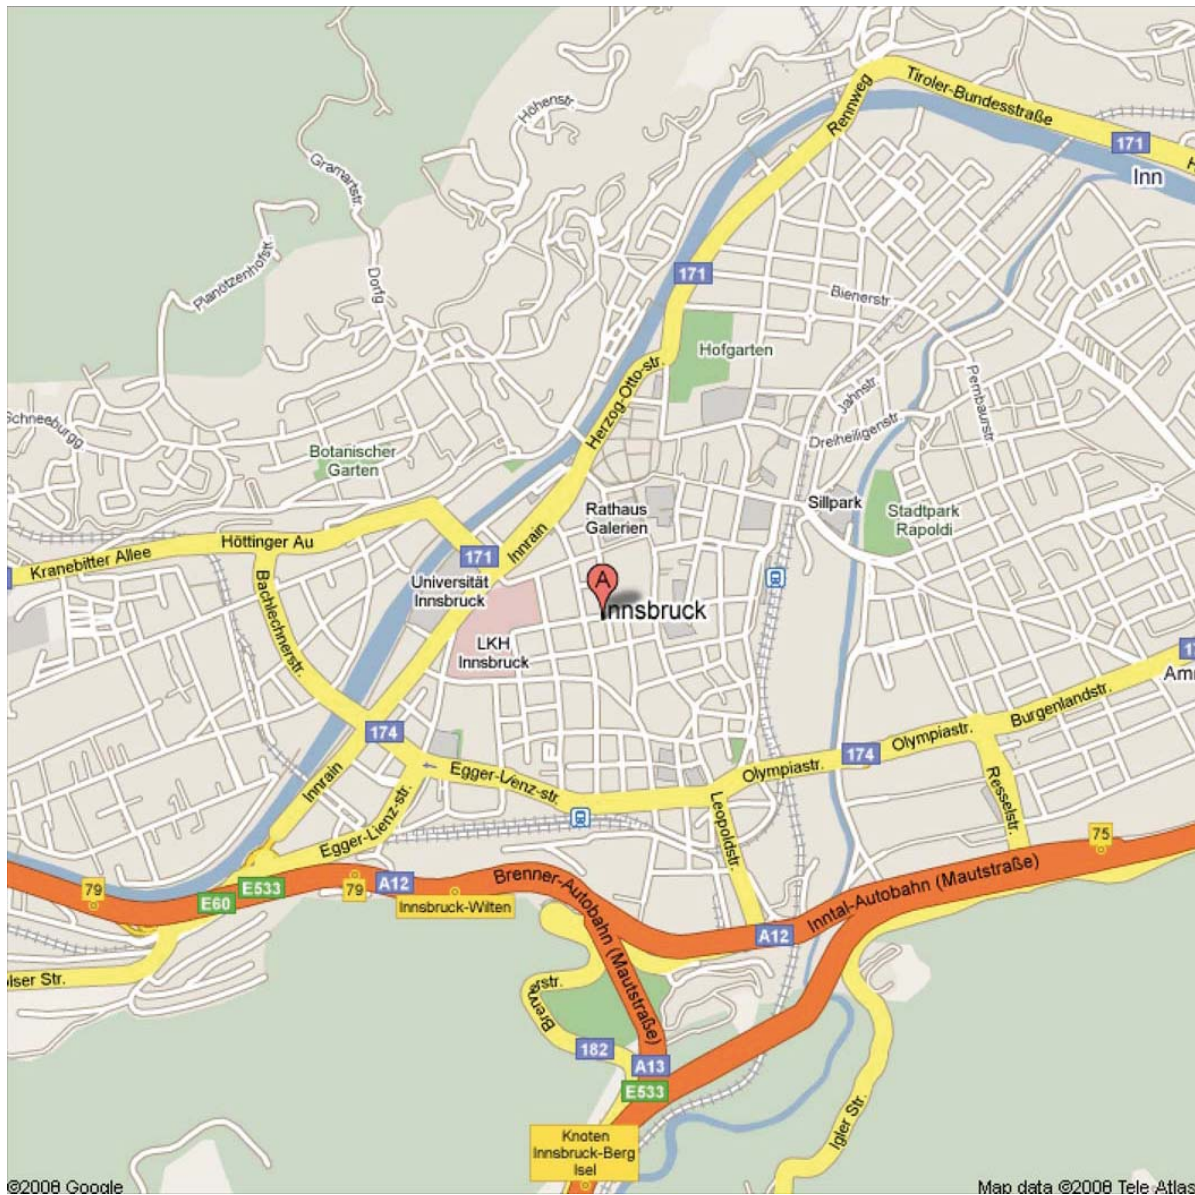 Tiroler-Bundesstraße
Rennweg
171
Inn
Höhenstr.
Gramartstr.
Planötzenhofstr.
Dorfg
171
Bienerstr.
Hofgarten
Herzog-Otto-str.
Jahnstr.
Pembaurstr.
Dreiheiligenstr.
Schneeburgg
Botanischer
Garten
Rathaus
Galerien
Sillpark
Stadtpark
Rapoldi
Innrain
Höttinger Au
Kranebitter Allee
171
Universität
Innsbruck
A
Innsbruck
Bachlechnerstr.
LKH
Innsbruck
Burgenlandstr.
174
Olympiastr.
174
Egger-Lienz-str.
Olympiastr.
Innrain
Resselstr.
Leopoldstr.
Egger-Lienz-str.
75
79
E533
79
A12
Brenner-Autobahn (Mautstraße)
Inntal-Autobahn (Mautstraße)
E60
Innsbruck-Wilten
A12
olser Str.
182
A13
E533
Igler Str.
Knoten
Innsbruck-Berg
Isel
©2008 Google
Map data ©2008 Tele Atlas